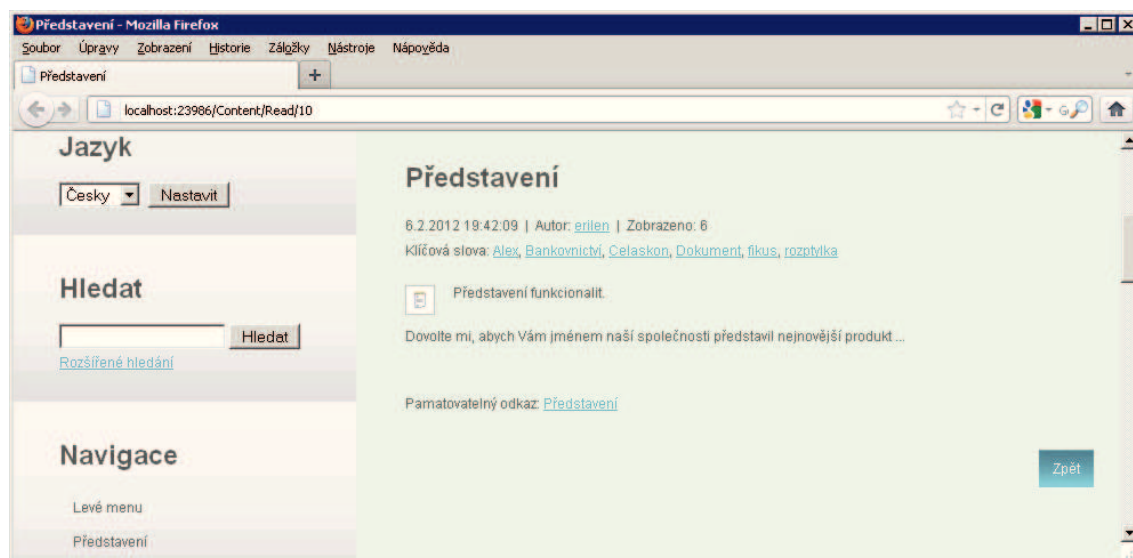 Představení - Mozilla Firefox
Soubor Úpravy Zobrazení Historie Záložky Nástroje Nápověda
Představení
localhost:23986/Content/Read/10
Jazyk
Česky Nastavit
Hledat
Hledat
Rozšířené hledání
Navigace
Levé menu
Představení
Představení
6.2.2012 19:42:09 | Autor: erilen | Zobrazeno: 6
Klíčová slova: Alex, Bankovnictví, Celaskon, Dokument, fikus, rozptylka
Představení funkcionalit.
Dovolte mi, abych Vám jménem naší společnosti představil nejnovější produkt ...
Pamatovatelný odkaz: Představení
Zpět